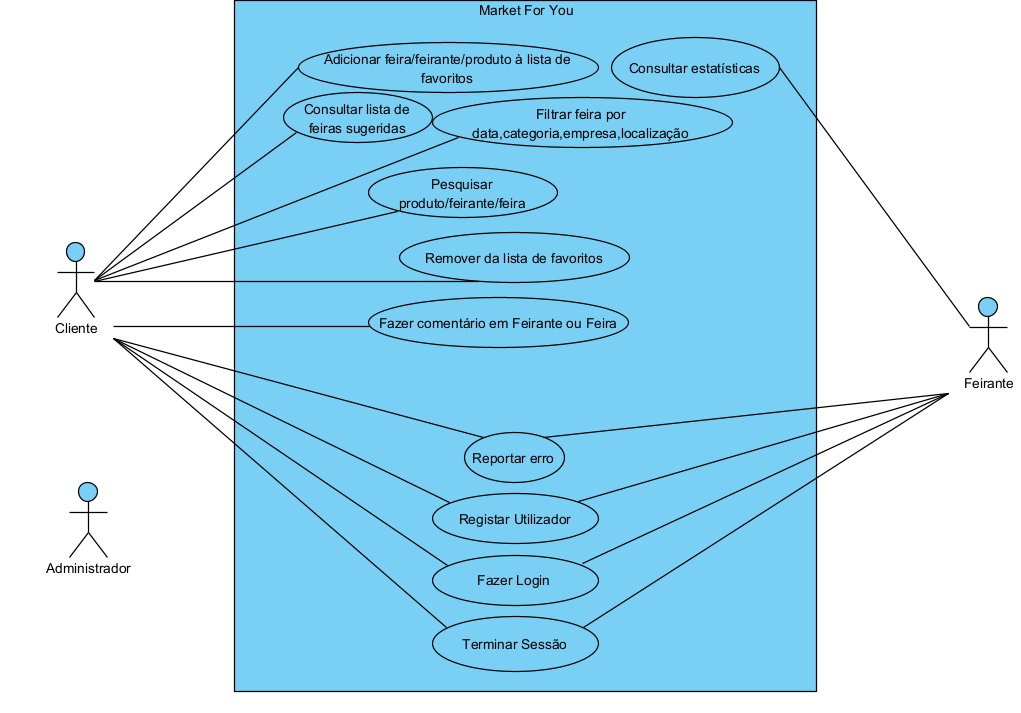 Market For You
Adicionar feira/feirante/produto à lista de
favoritos
Consultar estatísticas
Consultar lista de
feiras sugeridas
Filtrar feira por
data,categoria,empresa,localização
Pesquisar
produto/feirante/feira
Remover da lista de favoritos
Cliente
Fazer comentário em Feirante ou Feira
Feirante
Reportar erro
Registar Utilizador
Administrador
Fazer Login
Terminar Sessão